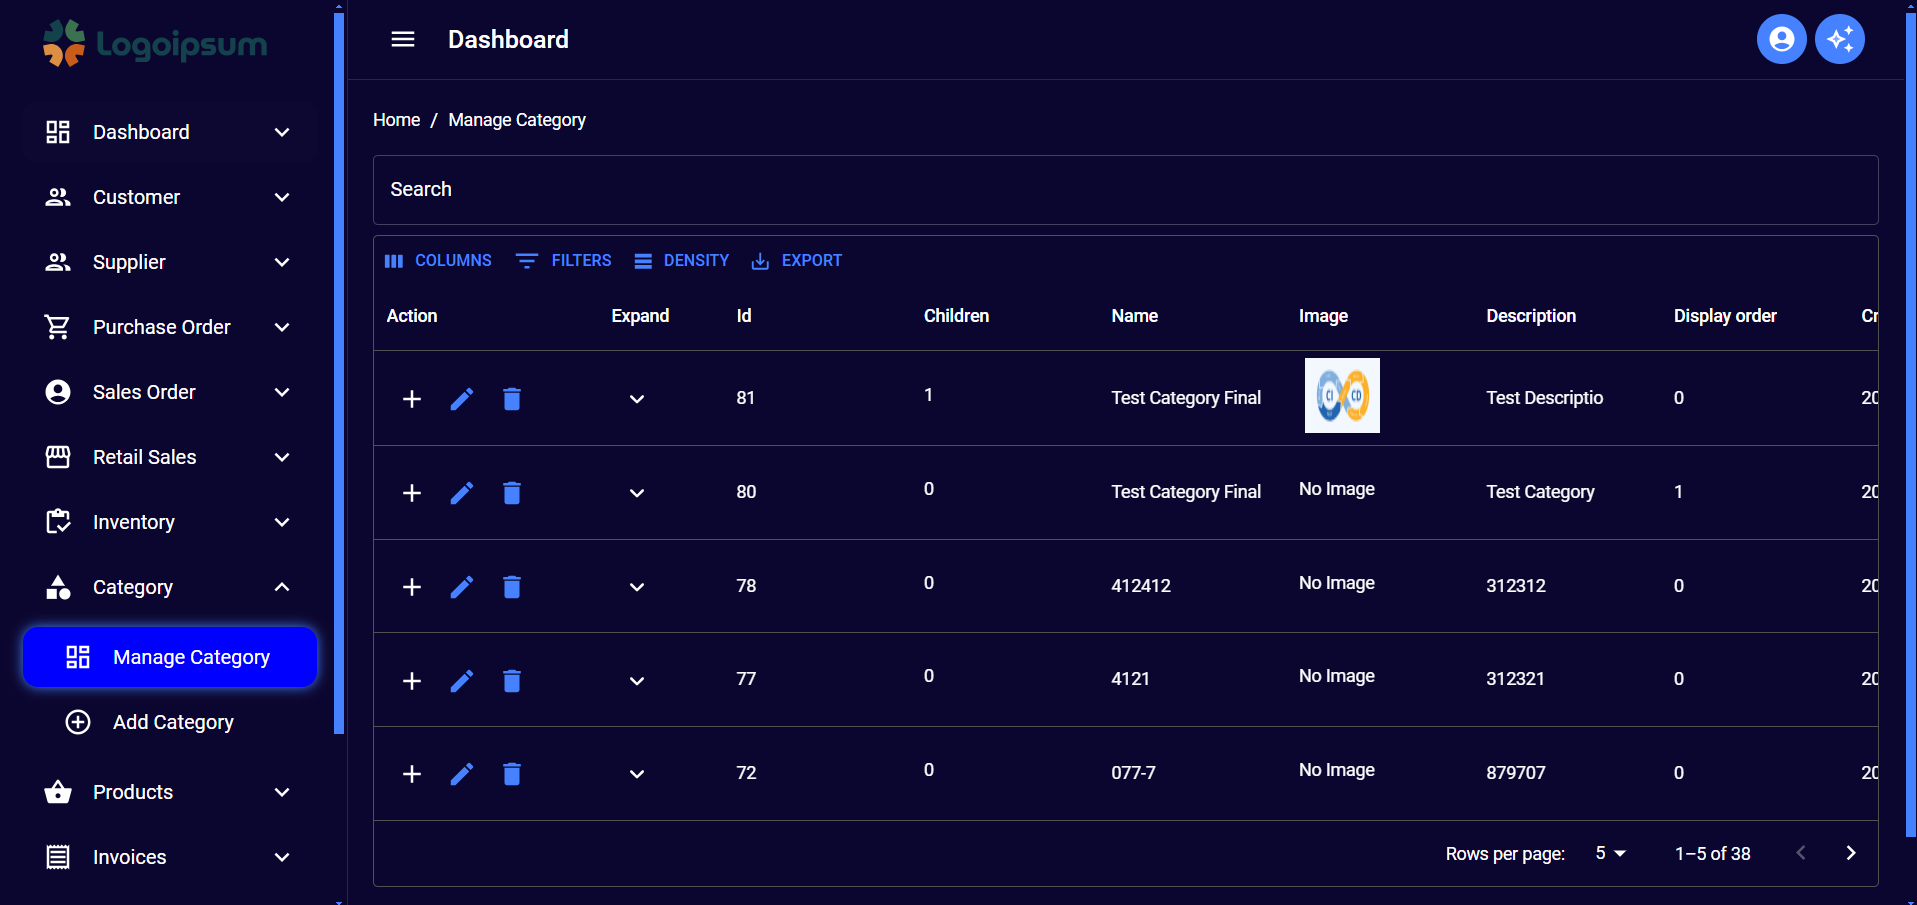 Logoipsum
Dashboard
Customer
Supplier
Purchase Order
Sales Order
Retail Sales
Inventory
Category
Manage Category
Add Category
Products
Invoices
Dashboard
Home / Manage Category
Search
COLUMNS FILTERS DENSITY EXPORT
Action Expand Id Children Name Image Description Display order Cr
81 1 Test Category Final CI CD Test Descriptio 0 20
80 0 Test Category Final No Image Test Category 1 20
78 0 412412 No Image 312312 0 20
77 0 4121 No Image 312321 0 20
72 0 077-7 No Image 879707 0 20
Rows per page: 5 1–5 of 38